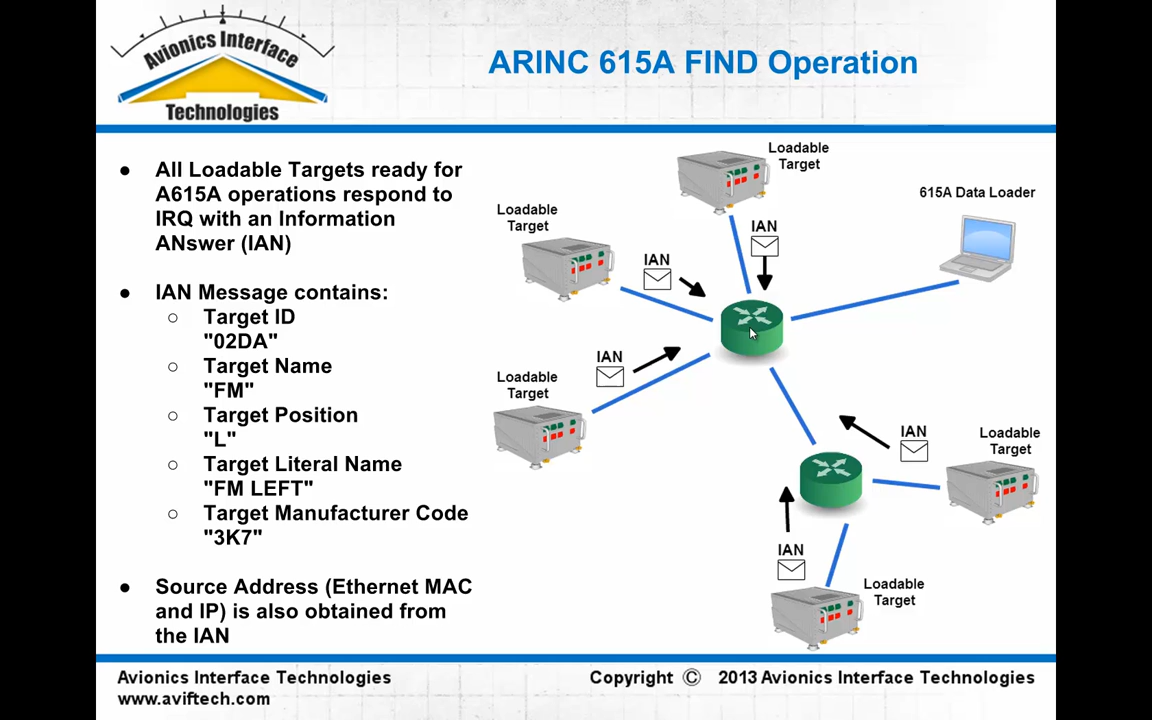 Avionics Interface
Technologies
ARINC 615A FIND Operation
● All Loadable Targets ready for
A615A operations respond to
IRQ with an Information
ANswer (IAN)
● IAN Message contains:
○ Target ID
"02DA"
○ Target Name
"FM"
○ Target Position
"L"
○ Target Literal Name
"FM LEFT"
○ Target Manufacturer Code
"3K7"
● Source Address (Ethernet MAC
and IP) is also obtained from
the IAN
Loadable
Target
615A Data Loader
Loadable
Target
IAN
IAN
IAN
Loadable
Target
IAN
Loadable
Target
IAN
Loadable
Target
Avionics Interface Technologies
www.aviftech.com
Copyright © 2013 Avionics Interface Technologies